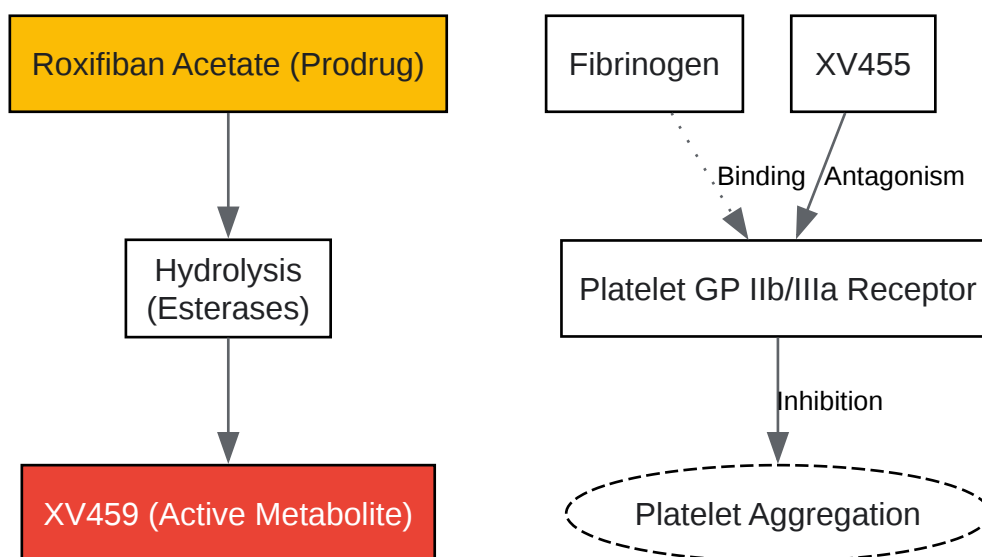 Roxifiban Acetate (Prodrug)
Fibrinogen
XV455
Binding
Antagonism
Hydrolysis
(Esterases)
Platelet GP IIb/IIIa Receptor
Inhibition
XV459 (Active Metabolite)
Platelet Aggregation